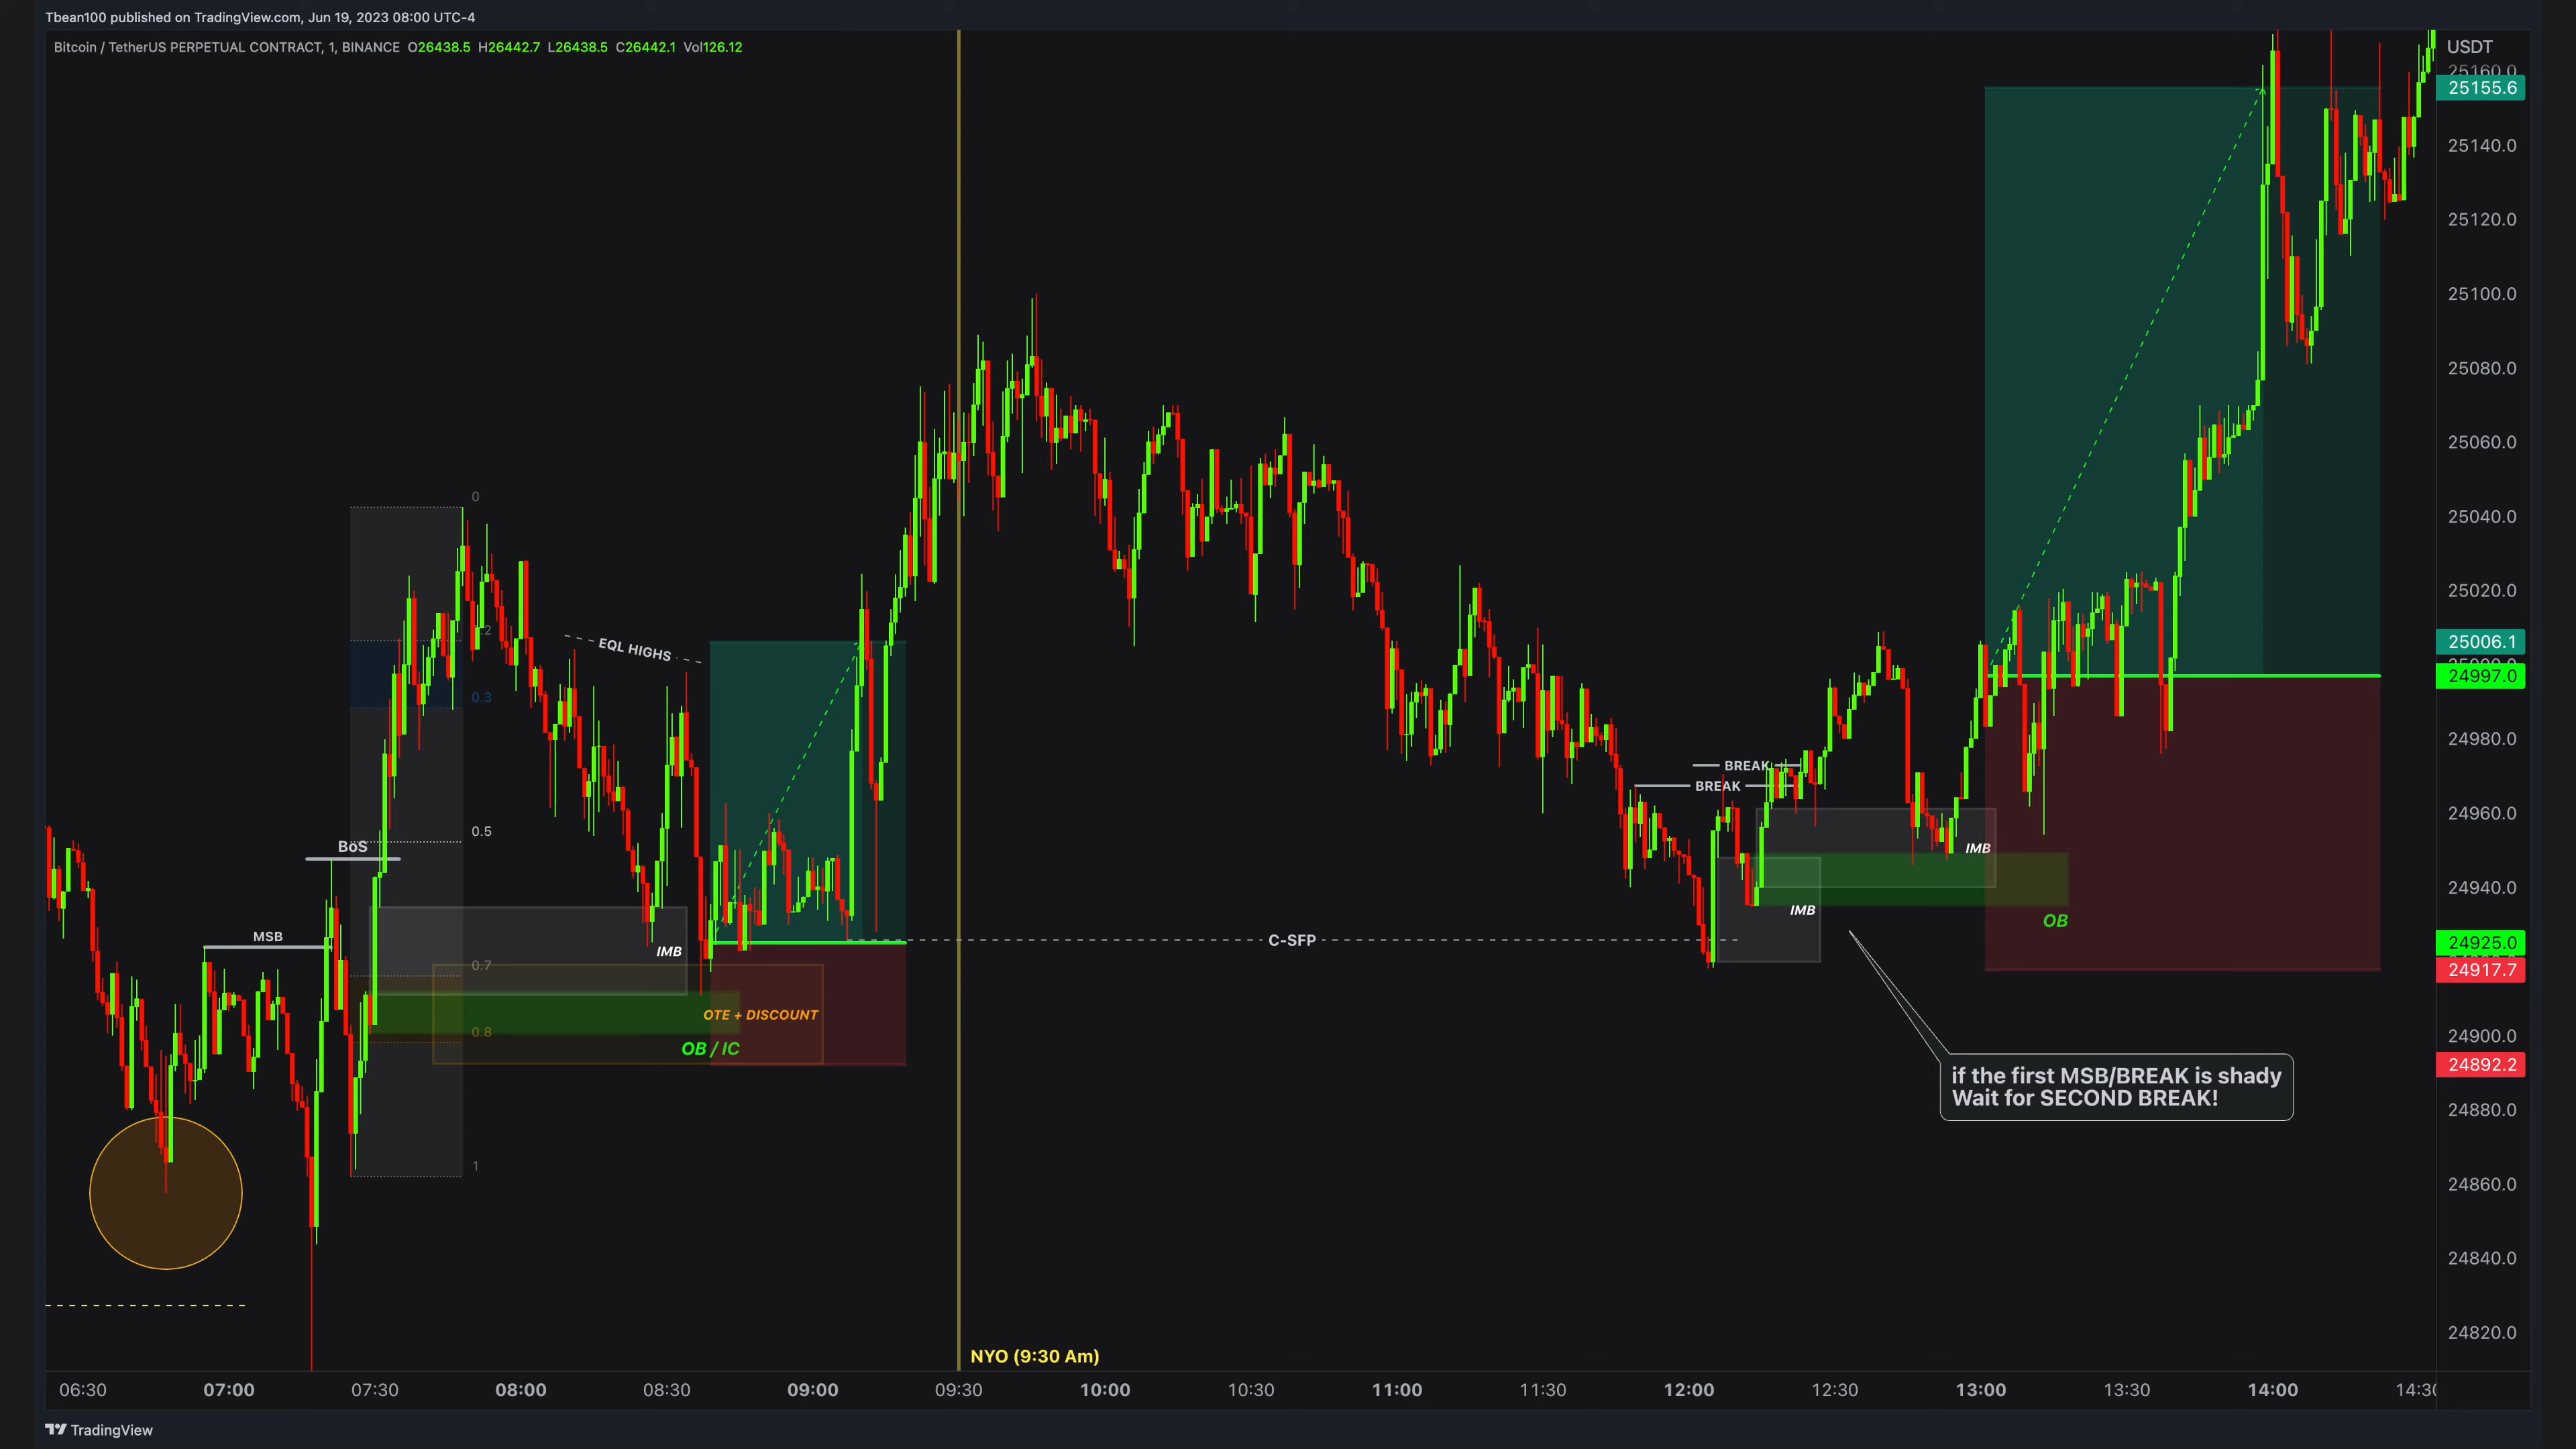 Tbean100 published on TradingView.com, Jun 19, 2023 08:00 UTC-4
Bitcoin / TetherUS PERPETUAL CONTRACT, 1, BINANCE O26438.5 H26442.7 L26438.5 C26442.1 Vol126.12
USDT
25160.0
25155.6
25140.0
25120.0
25100.0
25080.0
25060.0
25040.0
25020.0
25006.1
24997.0
24980.0
24960.0
24940.0
24925.0
24917.7
24900.0
24892.2
24880.0
24860.0
24840.0
24820.0
0
0.3
0.5
0.7
0.8
1
MSB
BoS
EQL HIGHS
IMB
OTE + DISCOUNT
OB / IC
C-SFP
BREAK
BREAK
IMB
IMB
OB
if the first MSB/BREAK is shady
Wait for SECOND BREAK!
NYO (9:30 Am)
06:30 07:00 07:30 08:00 08:30 09:00 09:30 10:00 10:30 11:00 11:30 12:00 12:30 13:00 13:30 14:00
TradingView